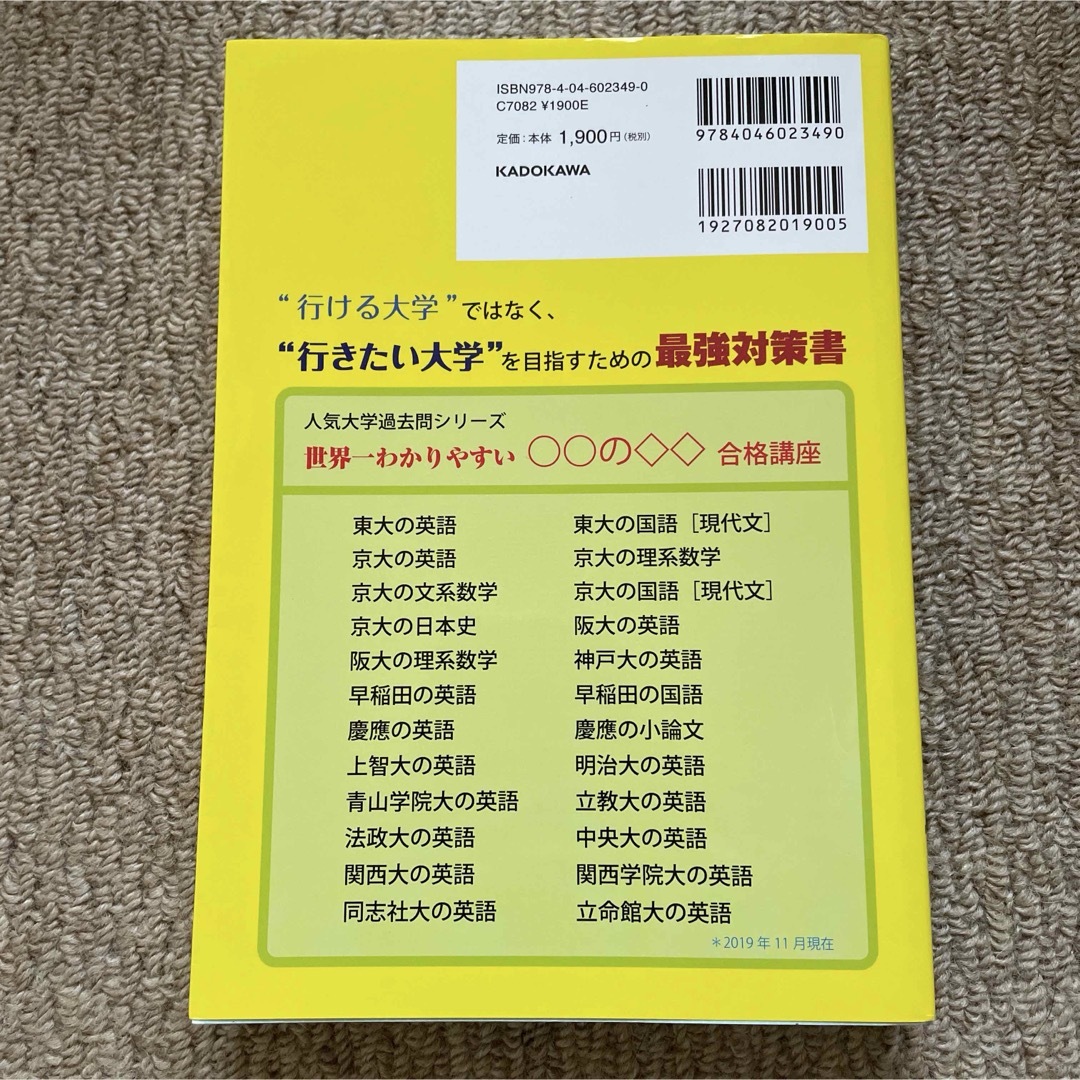 ISBN978-4-04-602349-0
C7082 ¥1900E
定価：本体 1,900円（税別）
KADOKAWA
9784046023490
1927082019005
“行ける大学”ではなく、
“行きたい大学”を目指すための最強対策書
人気大学過去問シリーズ
世界一わかりやすい 〇〇の◇◇ 合格講座
東大の英語 東大の国語［現代文］
京大の英語 京大の理系数学
京大の文系数学 京大の国語［現代文］
京大の日本史 阪大の英語
阪大の理系数学 神戸大の英語
早稲田の英語 早稲田の国語
慶應の英語 慶應の小論文
上智大の英語 明治大の英語
青山学院大の英語 立教大の英語
法政大の英語 中央大の英語
関西大の英語 関西学院大の英語
同志社大の英語 立命館大の英語
＊2019年11月現在